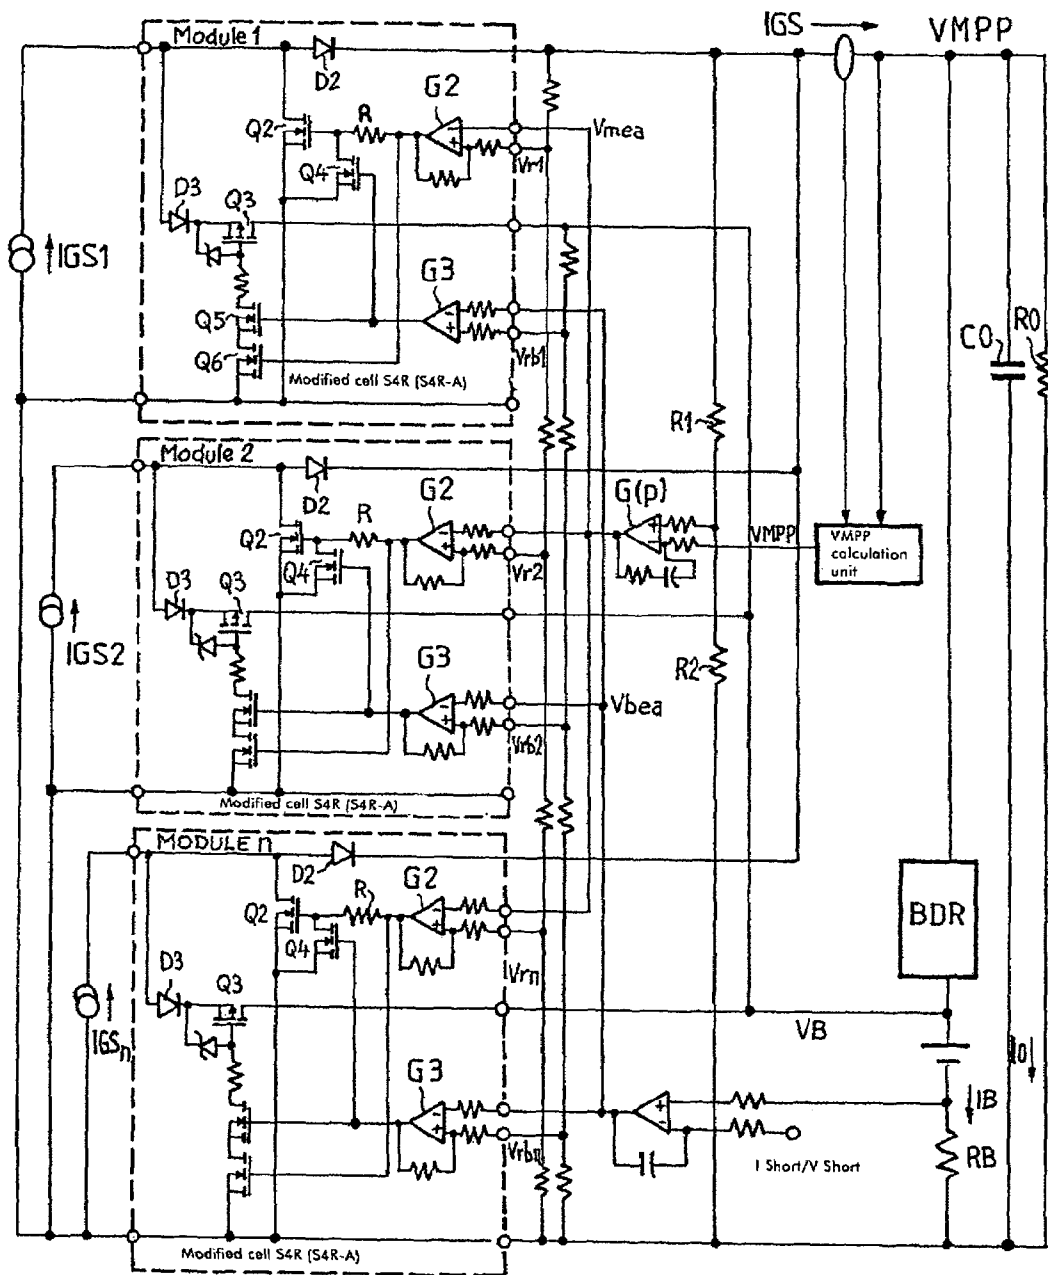 IGS
VMPP
Module 1
D2
G2
R
Q2
Vmea
Vr1
Q4
D3
Q3
IGS1
G3
Q5
Q6
Vrb1
Modified cell S4R (S4R-A)
CO
RO
R1
Module 2
D2
G2
R
Q2
G(p)
VMPP
VMPP
calculation
unit
Vr2
Q4
D3
Q3
IGS2
G3
R2
Vbea
Vrb2
Modified cell S4R (S4R-A)
MODULE n
D2
G2
R
Q2
Q4
BDR
Vrn
D3
Q3
IGSn
VB
IO
G3
IB
Vrbn
I Short/V Short
RB
Modified cell S4R (S4R-A)